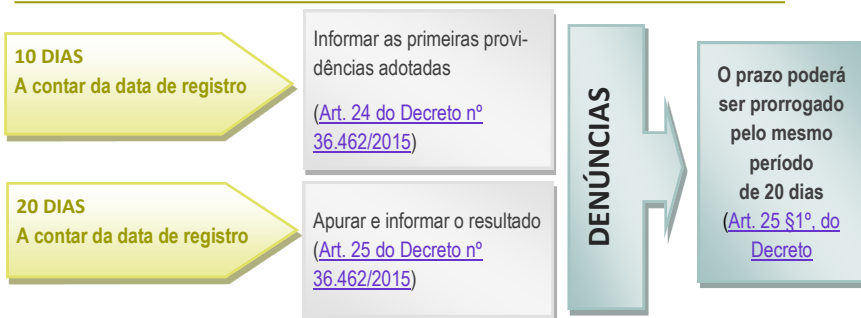 10 DIAS
A contar da data de registro
Informar as primeiras provi-
dências adotadas
(Art. 24 do Decreto nº
36.462/2015)
20 DIAS
A contar da data de registro
Apurar e informar o resultado
(Art. 25 do Decreto nº
36.462/2015)
DENÚNCIAS
O prazo poderá
ser prorrogado
pelo mesmo
período
de 20 dias
(Art. 25 §1º, do
Decreto